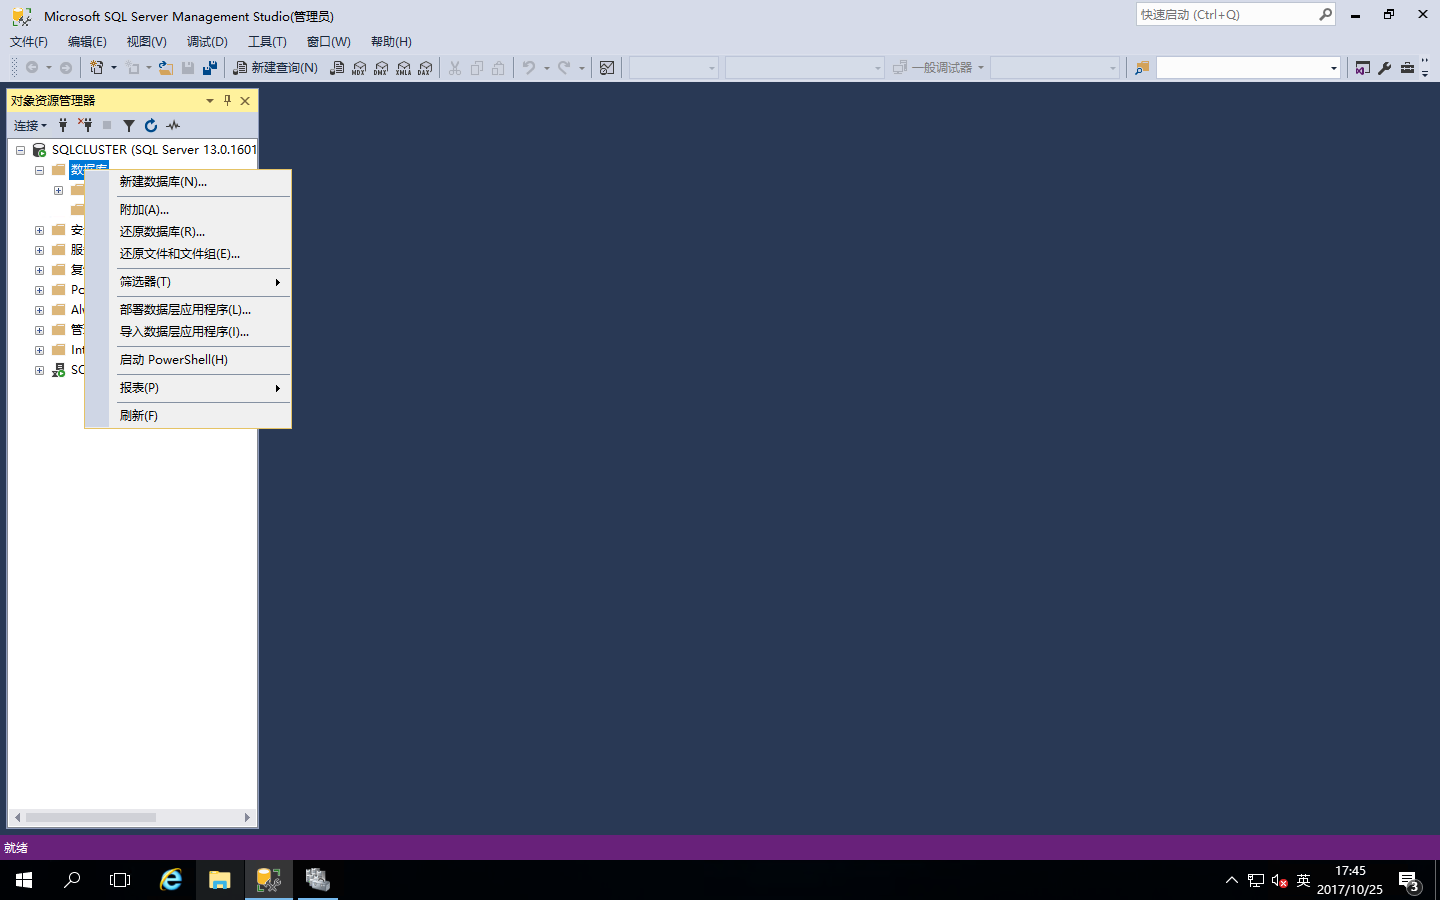 Microsoft SQL Server Management Studio(管理员)
快速启动 (Ctrl+Q)
文件(F) 编辑(E) 视图(V) 调试(D) 工具(T) 窗口(W) 帮助(H)
新建查询(N) MDX DMX XMLA DAX 一般调试器
对象资源管理器
连接
SQLCLUSTER (SQL Server 13.0.1601
数据库
新建数据库(N)...
附加(A)...
还原数据库(R)...
还原文件和文件组(E)...
筛选器(T)
部署数据层应用程序(L)...
导入数据层应用程序(I)...
启动 PowerShell(H)
报表(P)
刷新(F)
安
服
复
Po
Al
管
Int
SQ
就绪
英
17:45
2017/10/25
3